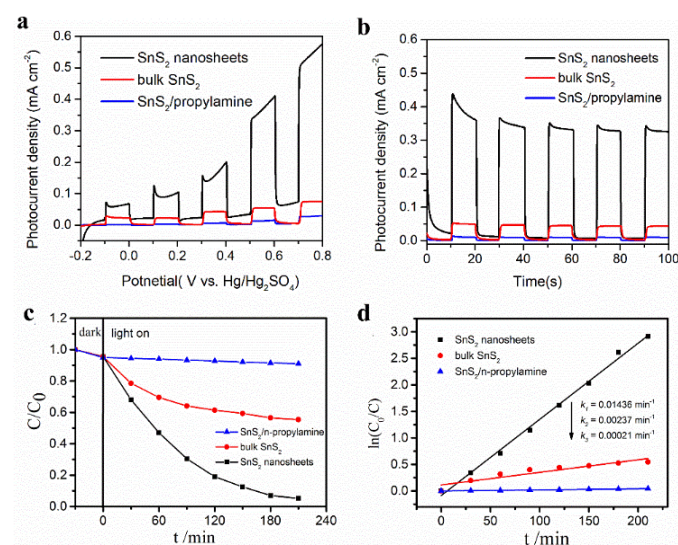 a
0.6
0.5
0.4
0.3
0.2
0.1
0.0
-0.2 0.0 0.2 0.4 0.6 0.8
Photocurrent density (mA cm⁻²)
Potnetial( V vs. Hg/Hg₂SO₄)
SnS₂ nanosheets
bulk SnS₂
SnS₂/propylamine
b
0.6
0.5
0.4
0.3
0.2
0.1
0.0
0 20 40 60 80 100
Photocurrent density (mA cm⁻²)
Time(s)
SnS₂ nanosheets
bulk SnS₂
SnS₂/propylamine
c
dark light on
1.2
1.0
0.8
0.6
0.4
0.2
0.0
0 60 120 180 240
C/C₀
t /min
SnS₂/n-propylamine
bulk SnS₂
SnS₂ nanosheets
d
3.0
2.5
2.0
1.5
1.0
0.5
0.0
0 50 100 150 200
ln(C₀/C)
t /min
SnS₂ nanosheets
bulk SnS₂
SnS₂/n-propylamine
k₁ = 0.01436 min⁻¹
k₂ = 0.00237 min⁻¹
k₃ = 0.00021 min⁻¹